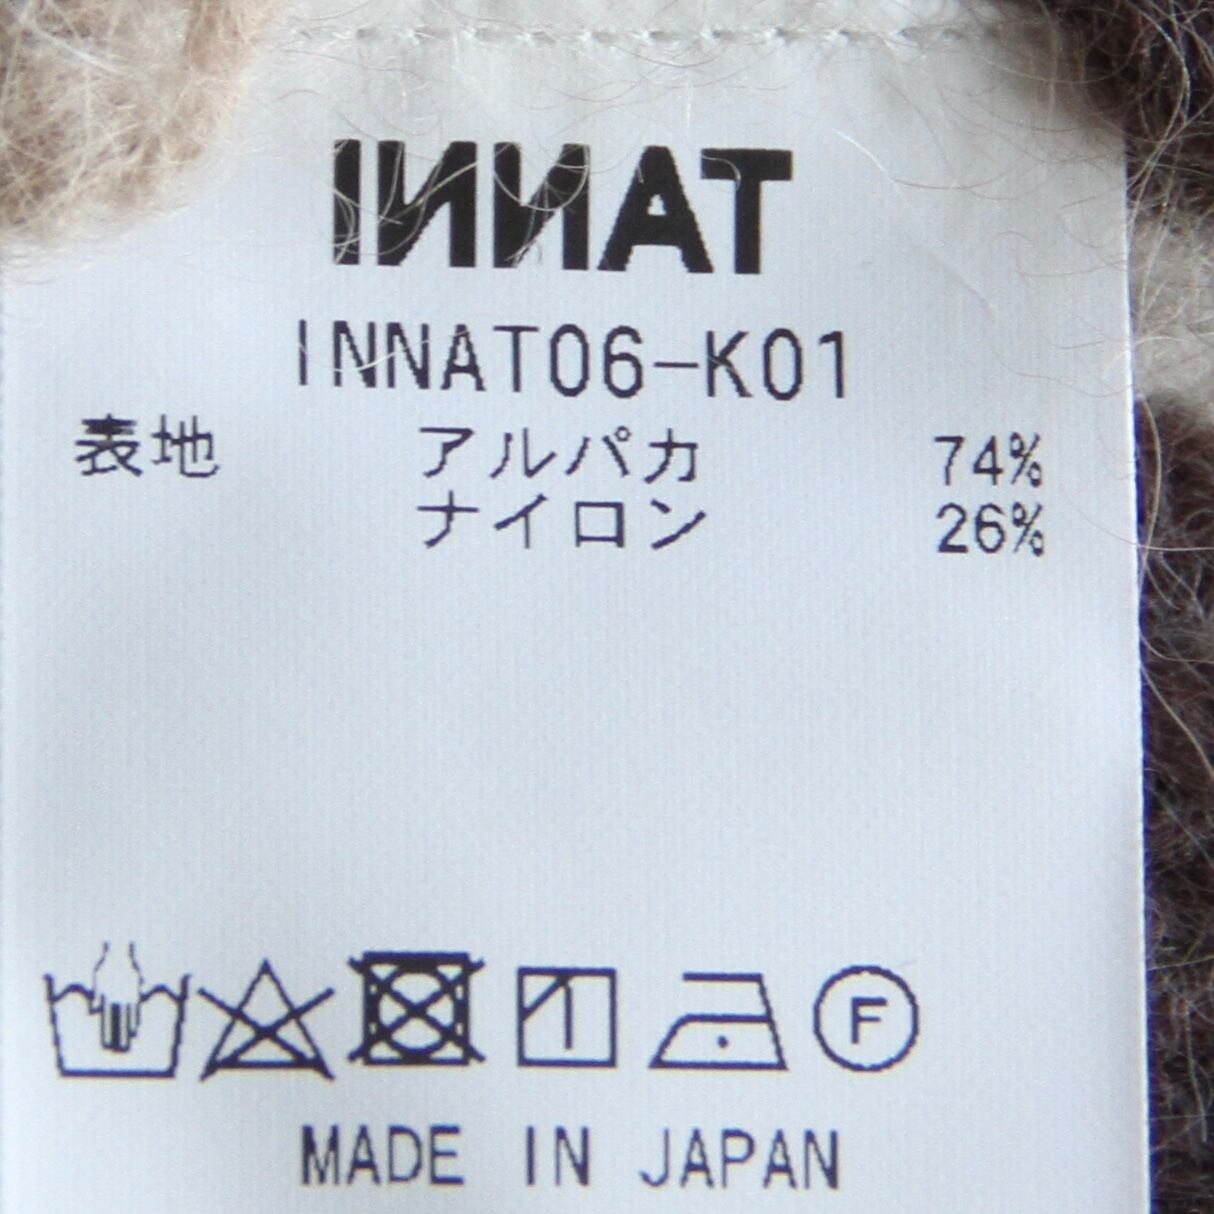 INNAT
INNAT06-K01
表地 アルパカ 74%
ナイロン 26%
F
MADE IN JAPAN